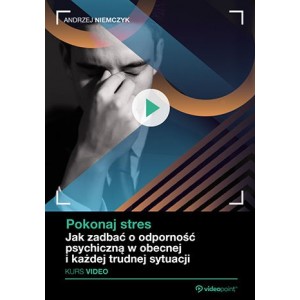 ANDRZEJ NIEMCZYK
Pokonaj stres
Jak zadbać o odporność
psychiczną w obecnej
i każdej trudnej sytuacji
KURS VIDEO
videopoint